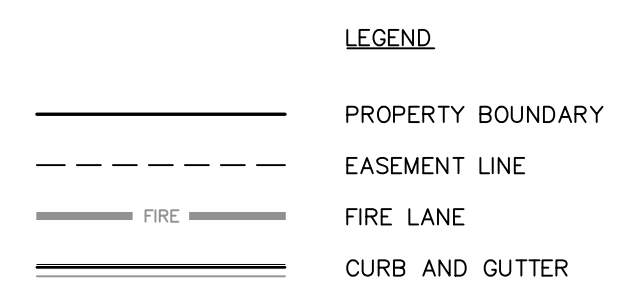 LEGEND
PROPERTY BOUNDARY
EASEMENT LINE
FIRE FIRE LANE
CURB AND GUTTER